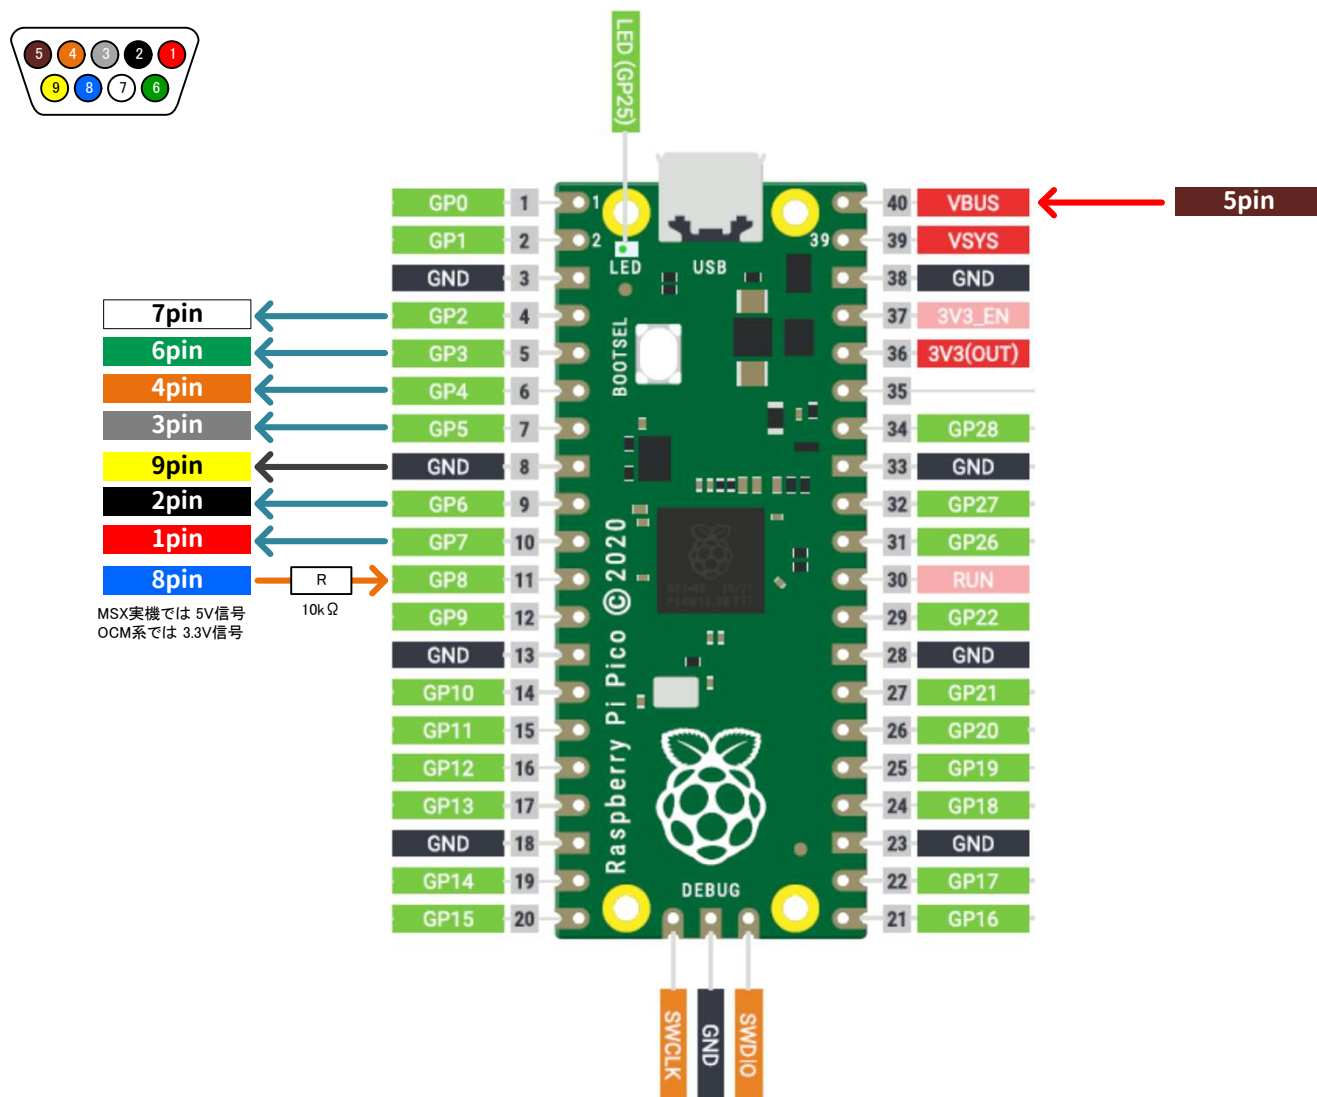 5 4 3 2 1
9 8 7 6
LED (GP25)
GP0 1
GP1 2
GND 3
GP2 4
GP3 5
GP4 6
GP5 7
GND 8
GP6 9
GP7 10
GP8 11
GP9 12
GND 13
GP10 14
GP11 15
GP12 16
GP13 17
GND 18
GP14 19
GP15 20
7pin
6pin
4pin
3pin
9pin
2pin
1pin
8pin
R
10kΩ
MSX実機では 5V信号
OCM系では 3.3V信号
1
2
39
LED
USB
BOOTSEL
Raspberry Pi Pico ©2020
DEBUG
40 VBUS
39 VSYS
38 GND
37 3V3_EN
36 3V3(OUT)
35
34 GP28
33 GND
32 GP27
31 GP26
30 RUN
29 GP22
28 GND
27 GP21
26 GP20
25 GP19
24 GP18
23 GND
22 GP17
21 GP16
5pin
SWCLK
GND
SWDIO